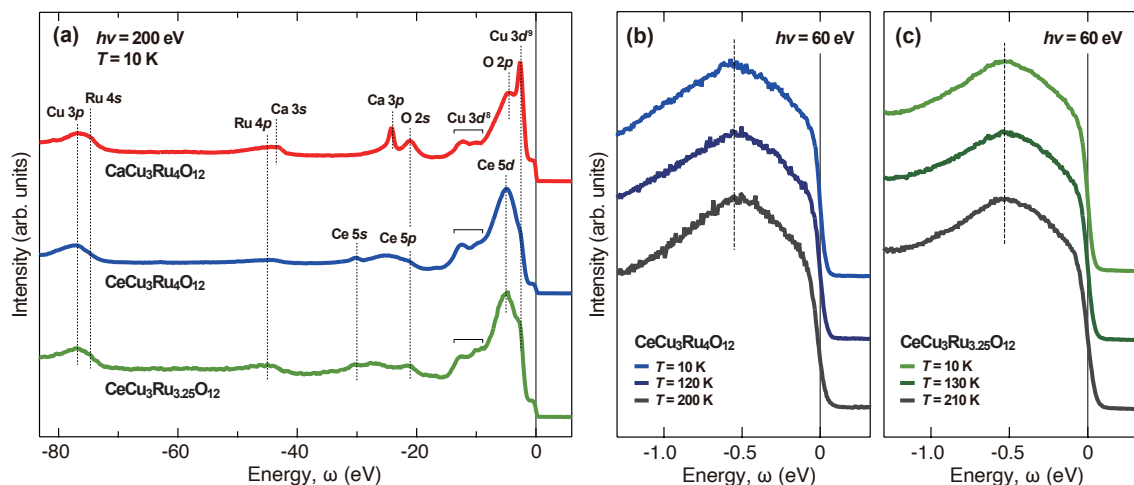 (a)
hν = 200 eV
T = 10 K
Cu 3d⁹
O 2p
Cu 3p
Ru 4s
Ru 4p
Ca 3s
Ca 3p
O 2s
Cu 3d⁸
CaCu₃Ru₄O₁₂
Ce 5d
Ce 5s
Ce 5p
CeCu₃Ru₄O₁₂
CeCu₃Ru₃.₂₅O₁₂
Intensity (arb. units)
-80 -60 -40 -20 0
Energy, ω (eV)
(b)
hν = 60 eV
Intensity (arb. units)
CeCu₃Ru₄O₁₂
T = 10 K
T = 120 K
T = 200 K
-1.0 -0.5 0
Energy, ω (eV)
(c)
hν = 60 eV
CeCu₃Ru₃.₂₅O₁₂
T = 10 K
T = 130 K
T = 210 K
-1.0 -0.5 0
Energy, ω (eV)